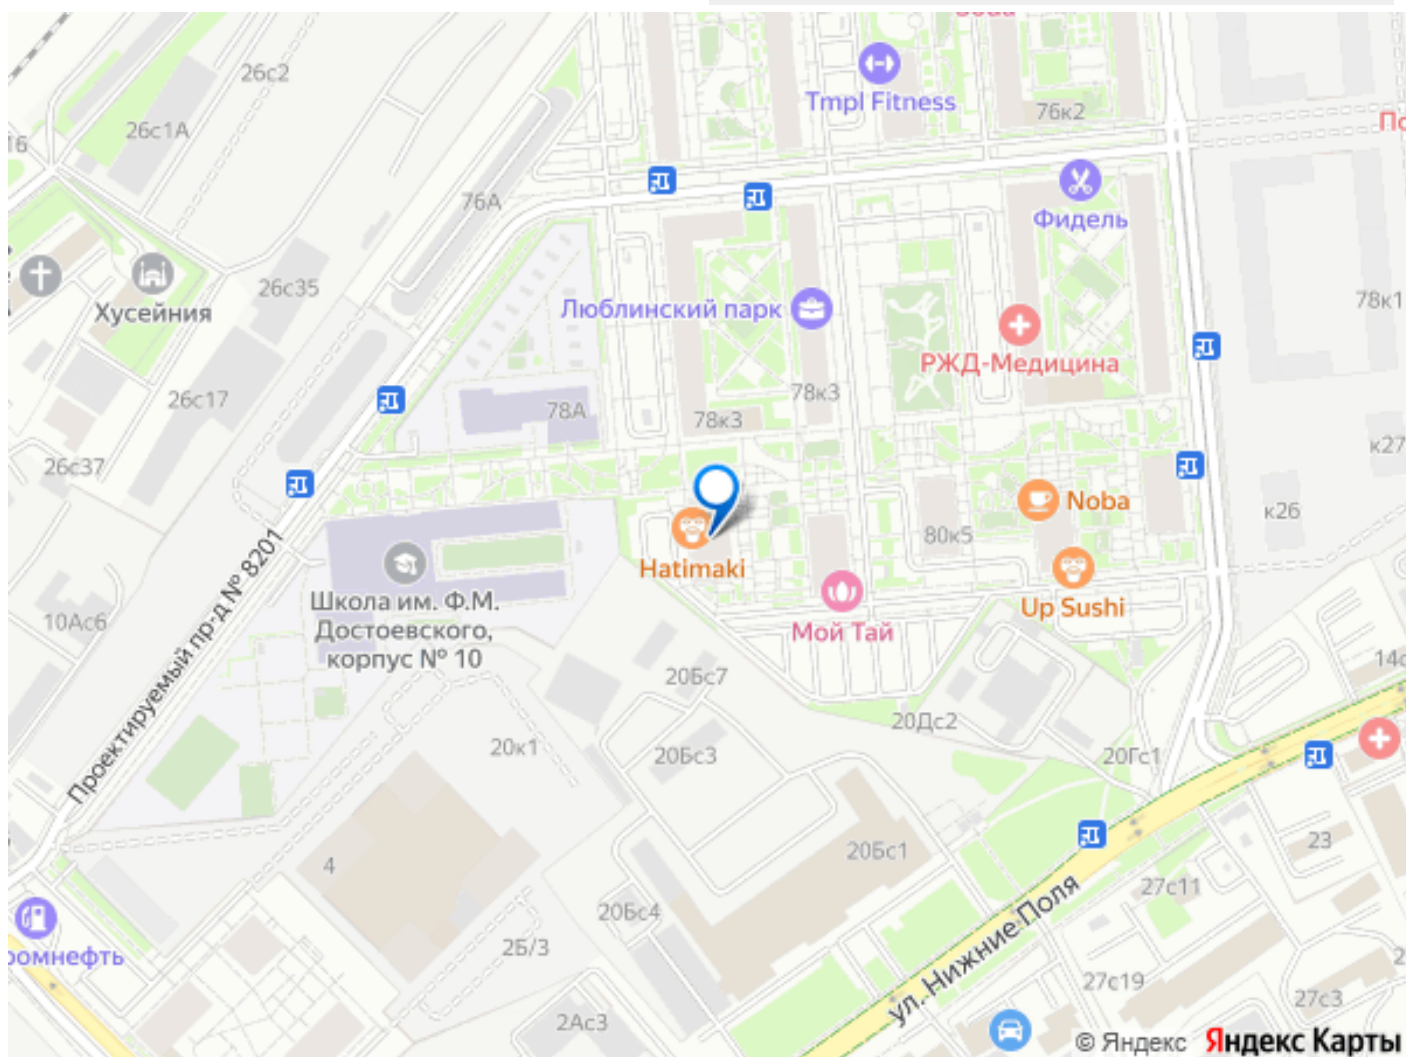 26с2
Tmpl Fitness
76к2
26с1А
16
76А
Фидель
Хусейния
26с35
Люблинский парк
78к1
РЖД-Медицина
26с17
78А
78к3
78к3
26с37
к27
Noba
к26
80к5
Hatimaki
Up Sushi
Школа им. Ф.М.
Достоевского,
корпус № 10
Мой Тай
10Ас6
Проектируемый пр-д № 8201
20Бс7
20Дс2
20к1
20Бс3
20Гс1
4
20Бс1
23
27с11
20Бс4
ул. Нижние Поля
2Б/3
27с19
27с3
2Ас3
© Яндекс Яндекс Карты